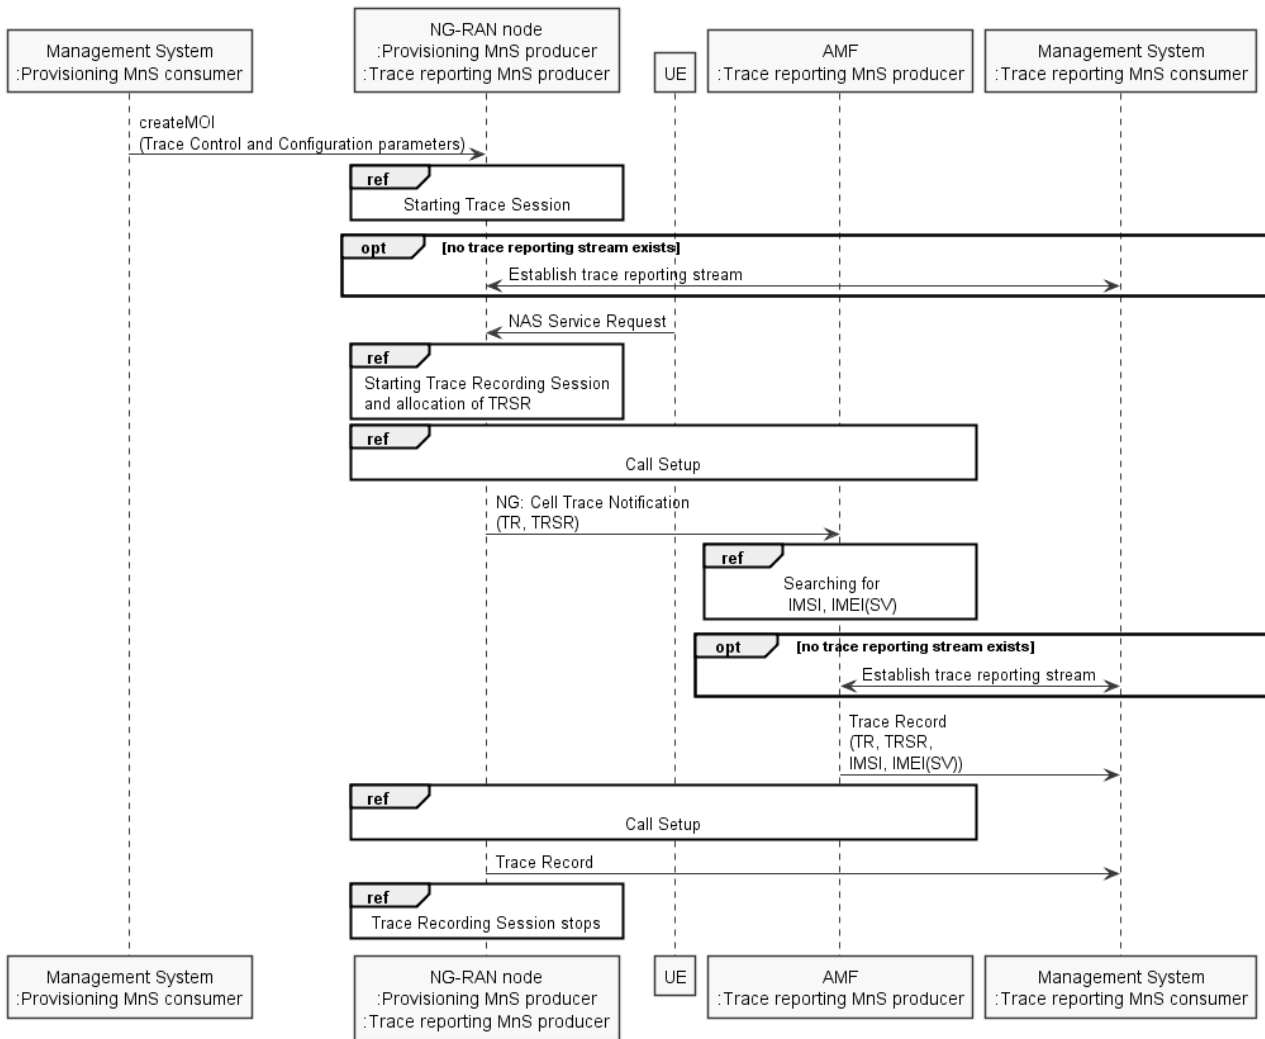 Management System
:Provisioning MnS consumer
NG-RAN node
:Provisioning MnS producer
:Trace reporting MnS producer
UE
AMF
:Trace reporting MnS producer
Management System
:Trace reporting MnS consumer
createMOI
(Trace Control and Configuration parameters)
ref
Starting Trace Session
opt
[no trace reporting stream exists]
Establish trace reporting stream
NAS Service Request
ref
Starting Trace Recording Session
and allocation of TRSR
ref
Call Setup
NG: Cell Trace Notification
(TR, TRSR)
ref
Searching for
IMSI, IMEI(SV)
opt
[no trace reporting stream exists]
Establish trace reporting stream
Trace Record
(TR, TRSR,
IMSI, IMEI(SV))
ref
Call Setup
Trace Record
ref
Trace Recording Session stops
Management System
:Provisioning MnS consumer
NG-RAN node
:Provisioning MnS producer
:Trace reporting MnS producer
UE
AMF
:Trace reporting MnS producer
Management System
:Trace reporting MnS consumer